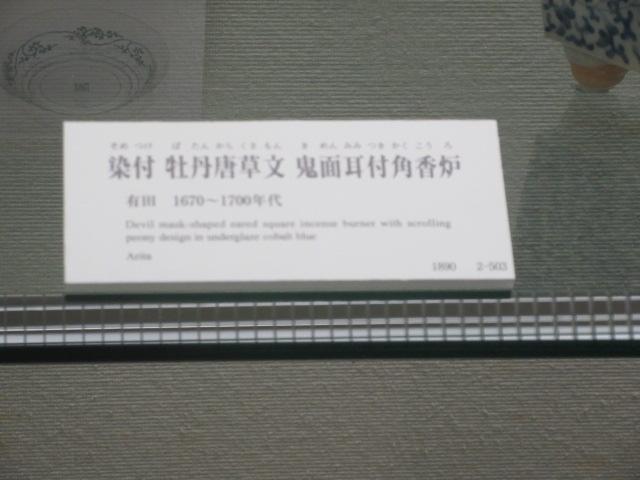 そめ つけ ぼ たん から くさ もん き めん みみ つき かく こう ろ
染付 牡丹唐草文 鬼面耳付角香炉
有田 1670～1700年代
Devil mask-shaped eared square incense burner with scrolling
peony design in underglaze cobalt blue
Arita
1890 2-503